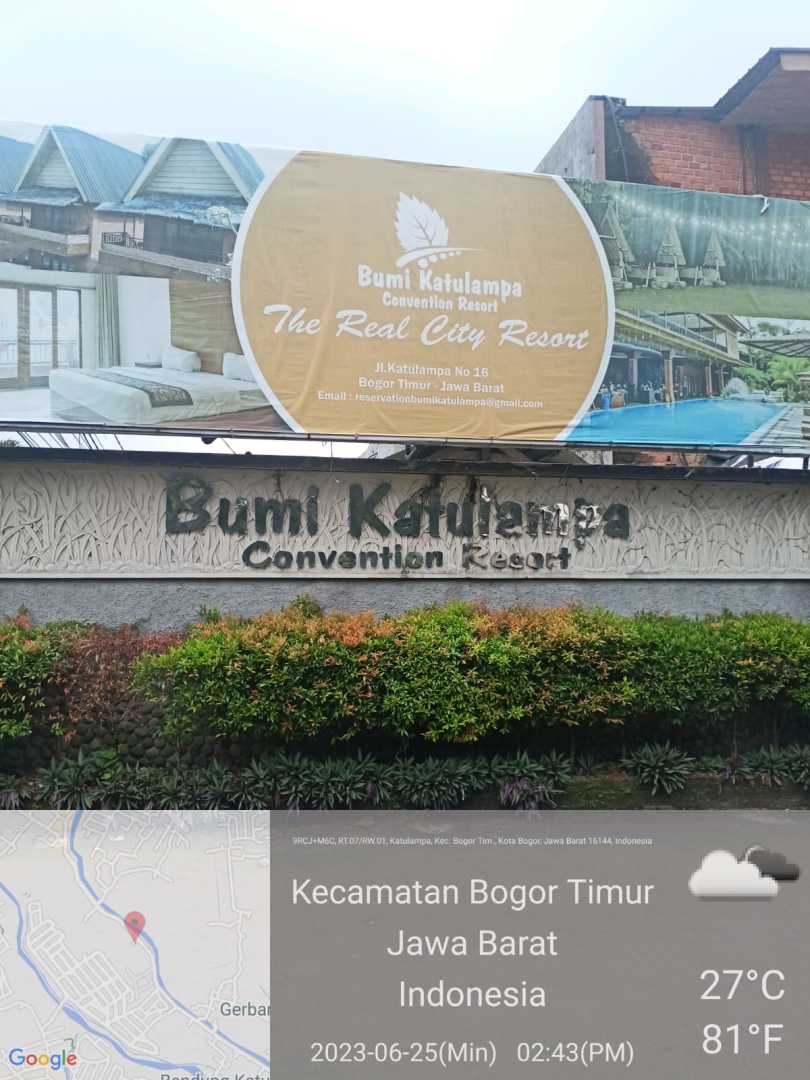 Bumi Katulampa
Convention Resort
The Real City Resort
Jl.Katulampa No 16
Bogor Timur - Jawa Barat
Email : reservationbumikatulampa@gmail.com
Bumi Katulampa
Convention Resort
9RCJ+M6C, RT.07/RW.01, Katulampa, Kec. Bogor Tim., Kota Bogor, Jawa Barat 16144, Indonesia
Kecamatan Bogor Timur
Jawa Barat
Indonesia
2023-06-25(Min) 02:43(PM)
27°C
81°F
Gerba
Google